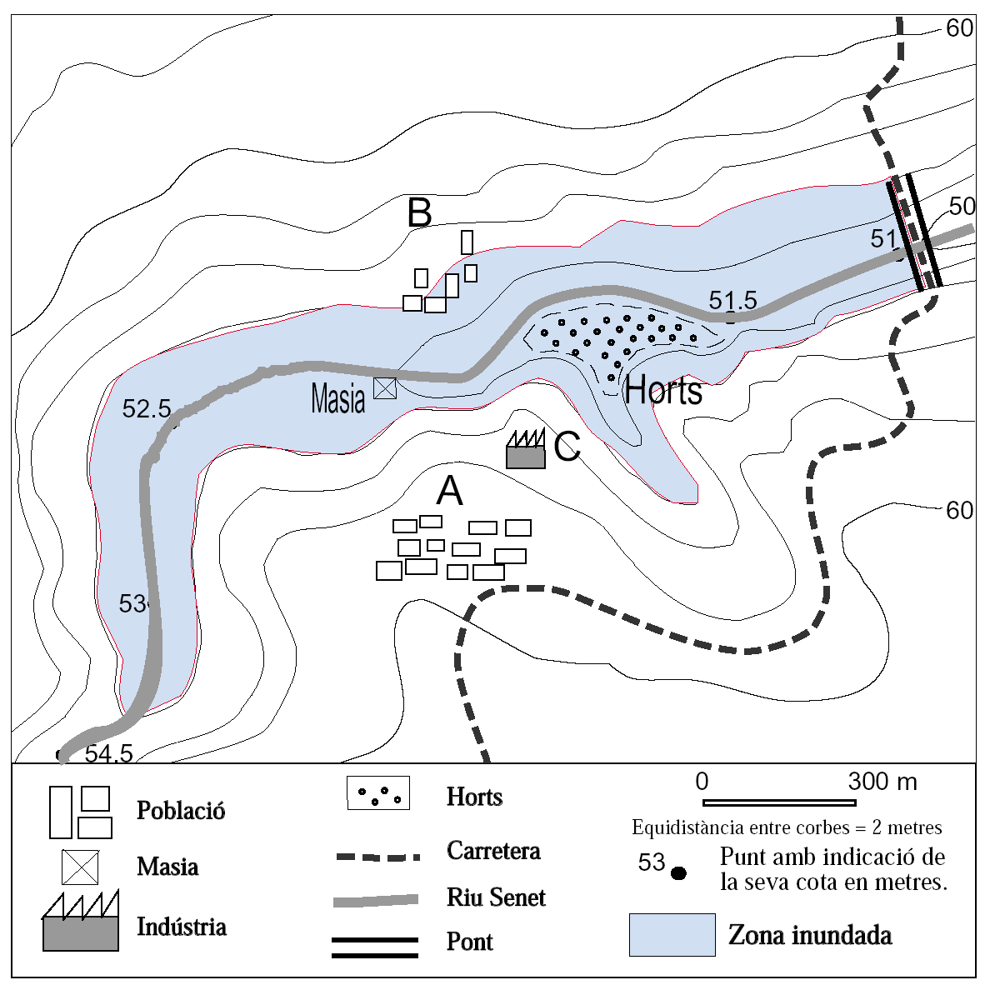 60
B
50
51
51.5
Masia
Horts
52.5
C
A
60
53
54.5
0 300 m
Població
Horts
Equidistància entre corbes = 2 metres
Masia
Carretera
53
Punt amb indicació de
la seva cota en metres.
Riu Senet
Indústria
Pont
Zona inundada